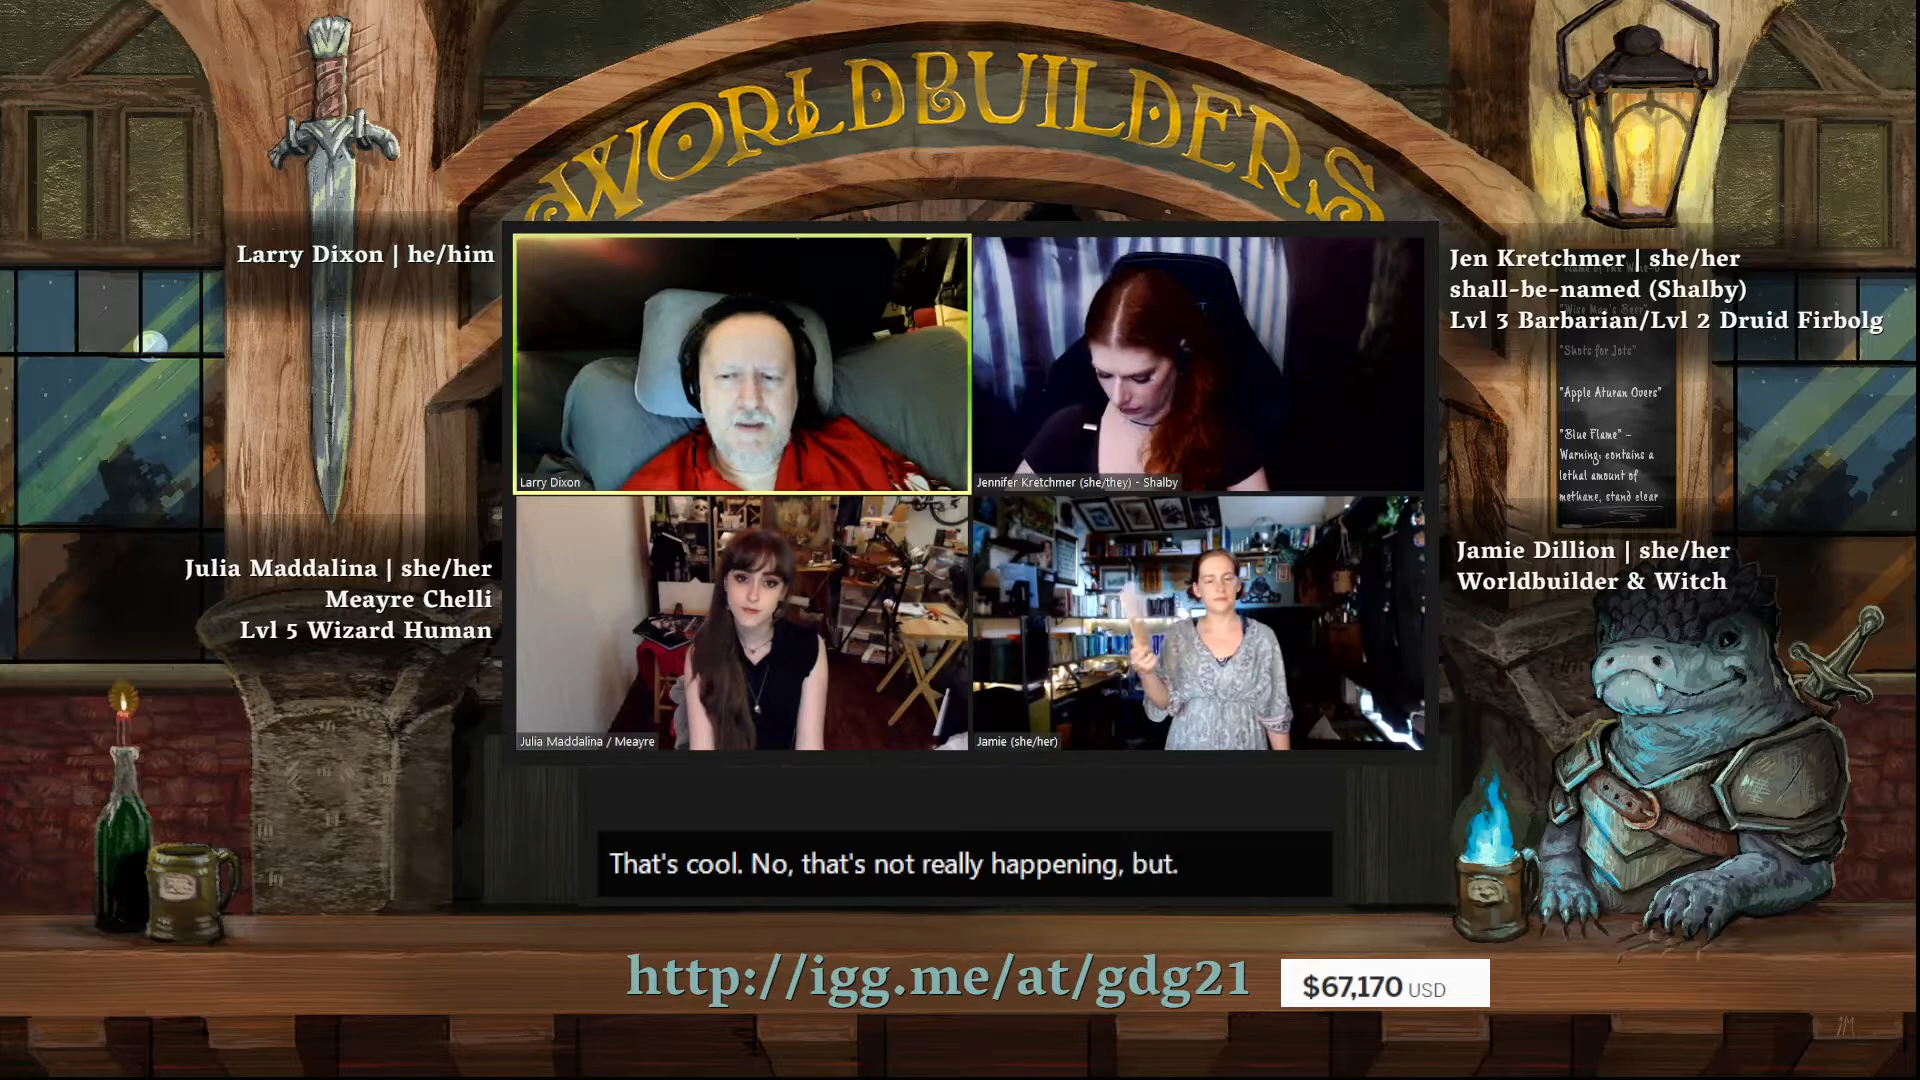 WORLDBUILDERS
Larry Dixon | he/him
Jen Kretchmer | she/her
shall-be-named (Shalby)
Lvl 3 Barbarian/Lvl 2 Druid Firbolg
"Shots for Jots"
"Apple Aturan Overs"
"Blue Flame" -
Warning: contains a
lethal amount of
methane, stand clear
Larry Dixon
Jennifer Kretchmer (she/they) - Shalby
Julia Maddalina | she/her
Meayre Chelli
Lvl 5 Wizard Human
Jamie Dillion | she/her
Worldbuilder & Witch
Julia Maddalina / Meayre
Jamie (she/her)
That's cool. No, that's not really happening, but.
http://igg.me/at/gdg21
$67,170 USD